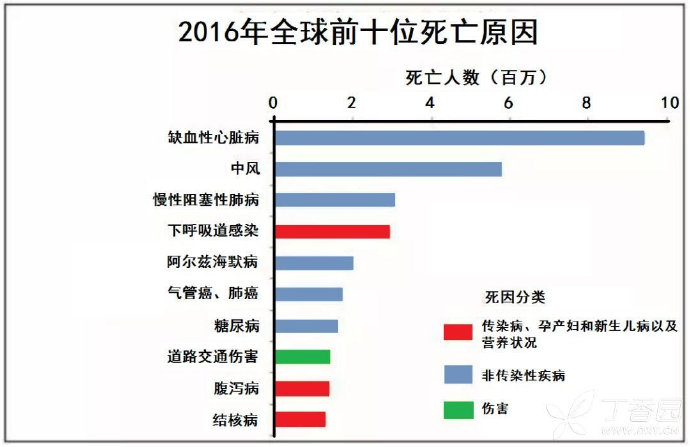 2016年全球前十位死亡原因
死亡人数（百万）
0 2 4 6 8 10
缺血性心脏病
中风
慢性阻塞性肺病
下呼吸道感染
阿尔兹海默病
气管癌、肺癌
糖尿病
道路交通伤害
腹泻病
结核病
死因分类
传染病、孕产妇和新生儿病以及
营养状况
非传染性疾病
伤害
丁香园